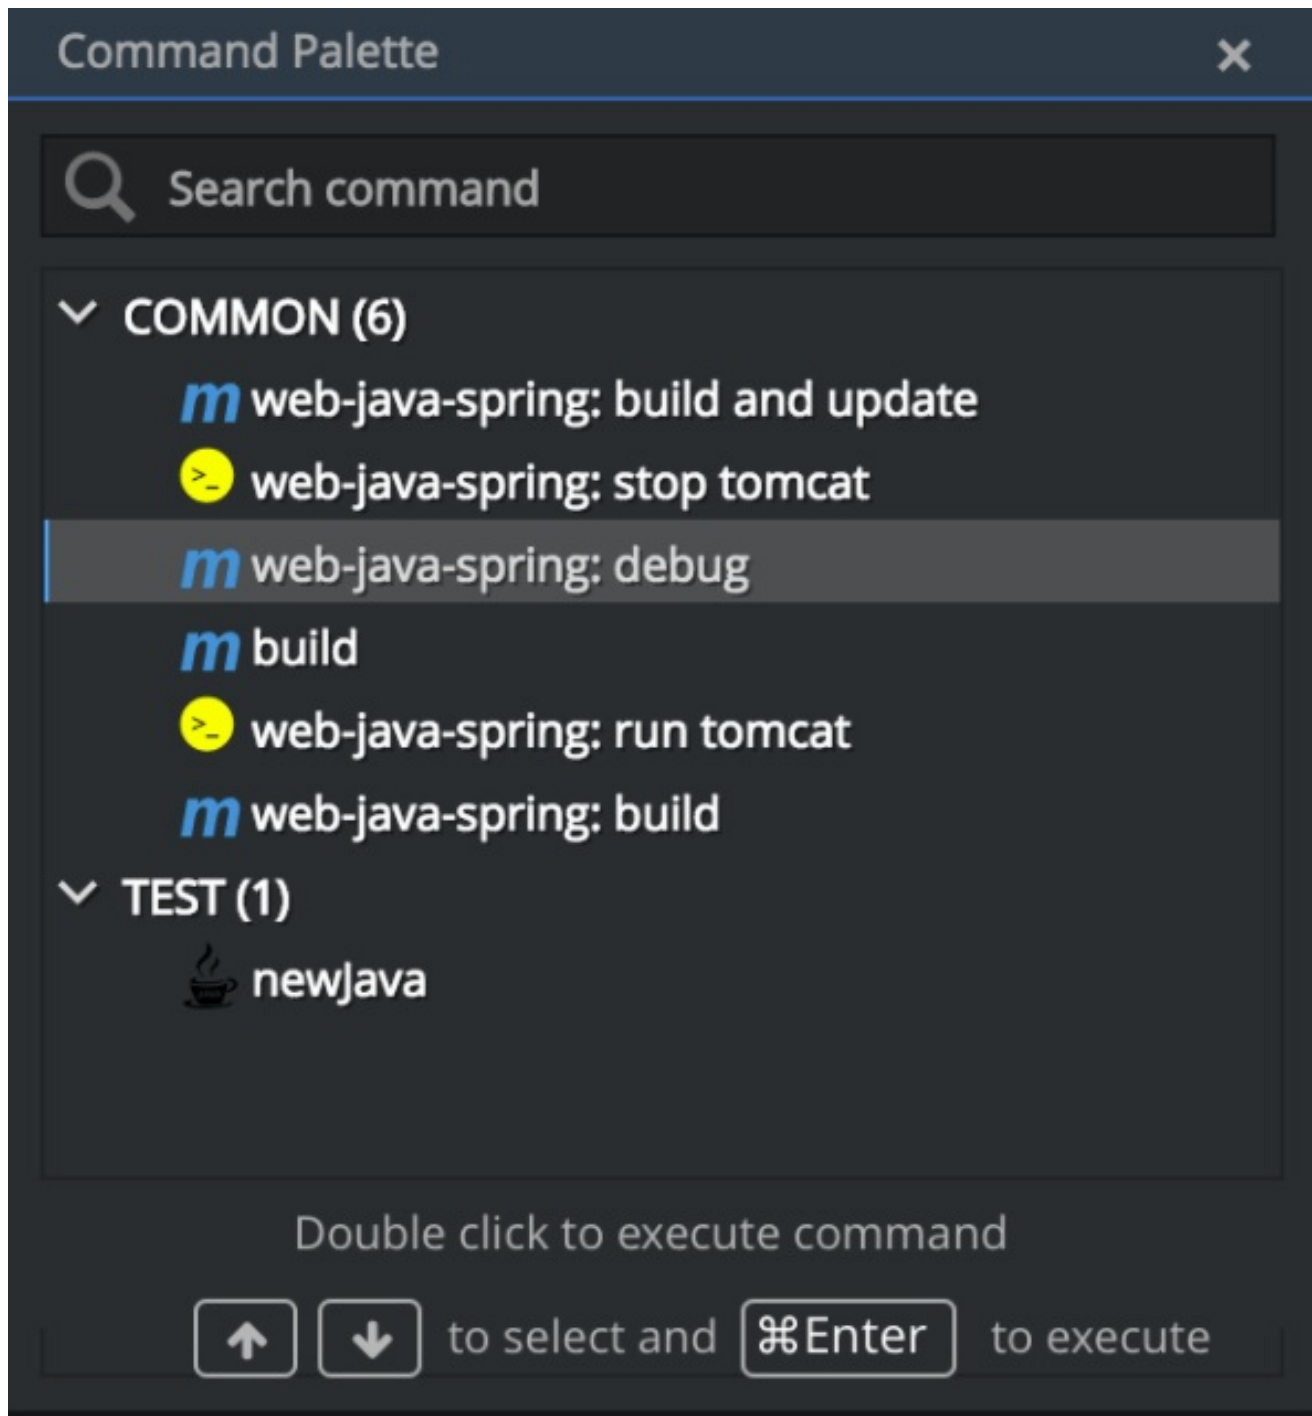 Command Palette
Search command
COMMON (6)
m web-java-spring: build and update
>_ web-java-spring: stop tomcat
m web-java-spring: debug
m build
>_ web-java-spring: run tomcat
m web-java-spring: build
TEST (1)
newJava
Double click to execute command
↑ ↓ to select and ⌘Enter to execute